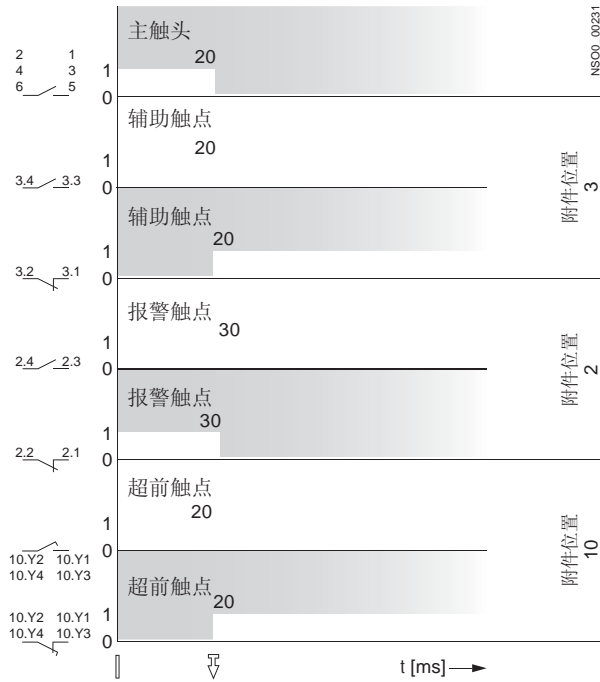 主触头
NSO0_00231
20
2 1
4 3
1
6 5
0
辅助触点
20
附件位置
3
1
3.4 3.3
0
辅助触点
20
1
3.2 3.1
0
报警触点
30
附件位置
2
1
2.4 2.3
0
报警触点
30
1
2.2 2.1
0
超前触点
20
附件位置
10
1
0
10.Y2 10.Y1
10.Y4 10.Y3
超前触点
20
1
10.Y2 10.Y1
10.Y4 10.Y3
0
t [ms]